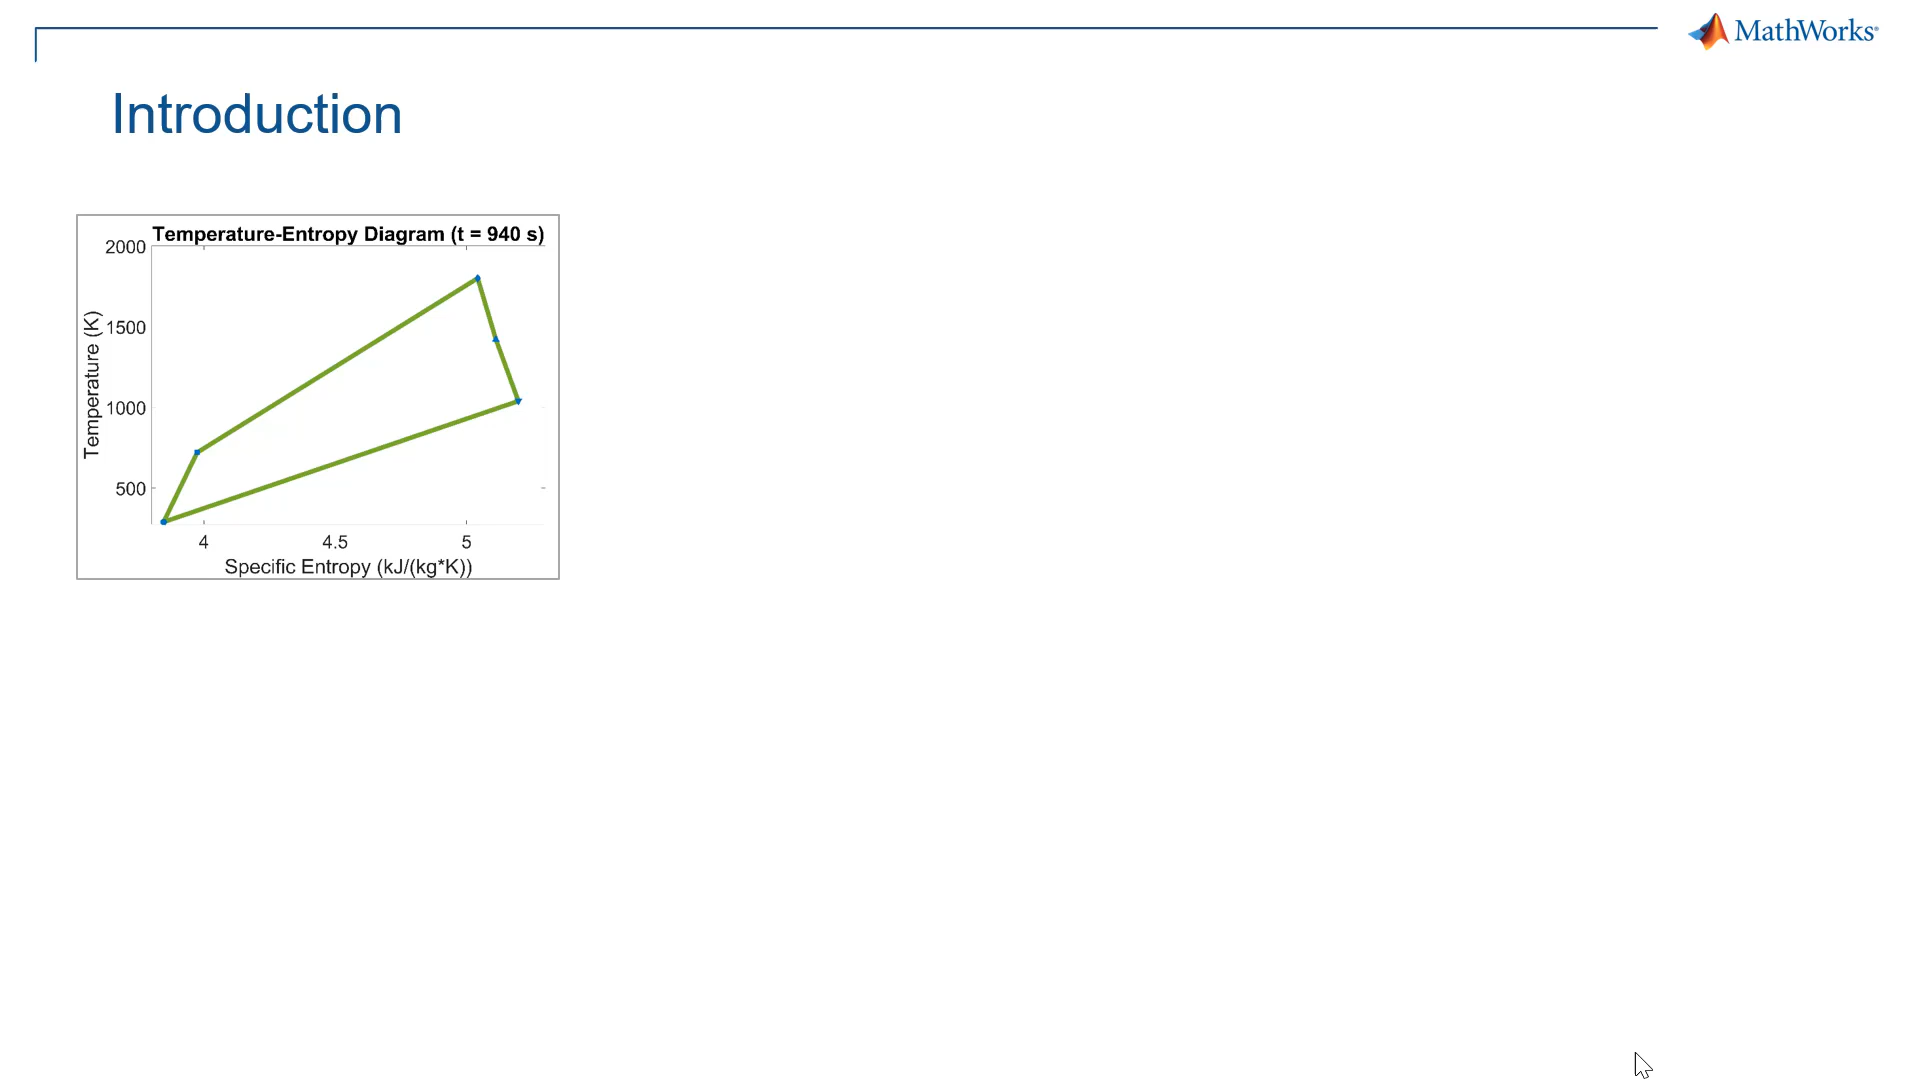 MathWorks®
Introduction
Temperature-Entropy Diagram (t = 940 s)
2000
1500
1000
500
Temperature (K)
4 4.5 5
Specific Entropy (kJ/(kg*K))